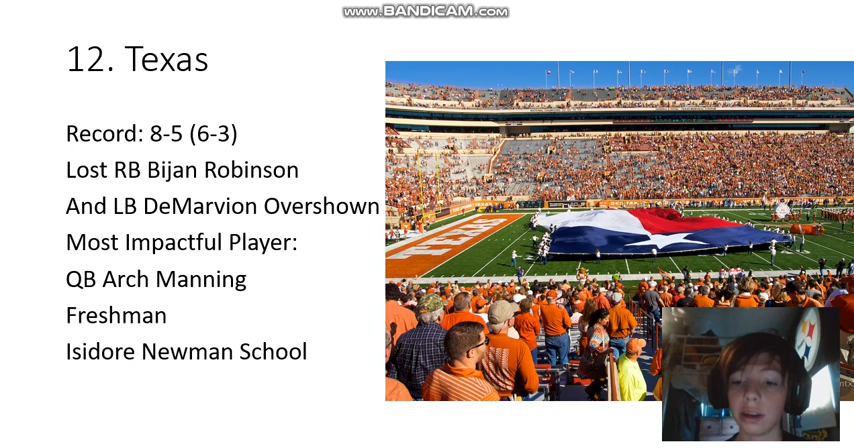 www.BANDICAM.com
12. Texas
Record: 8-5 (6-3)
Lost RB Bijan Robinson
And LB DeMarvion Overshown
Most Impactful Player:
QB Arch Manning
Freshman
Isidore Newman School
TEXAS